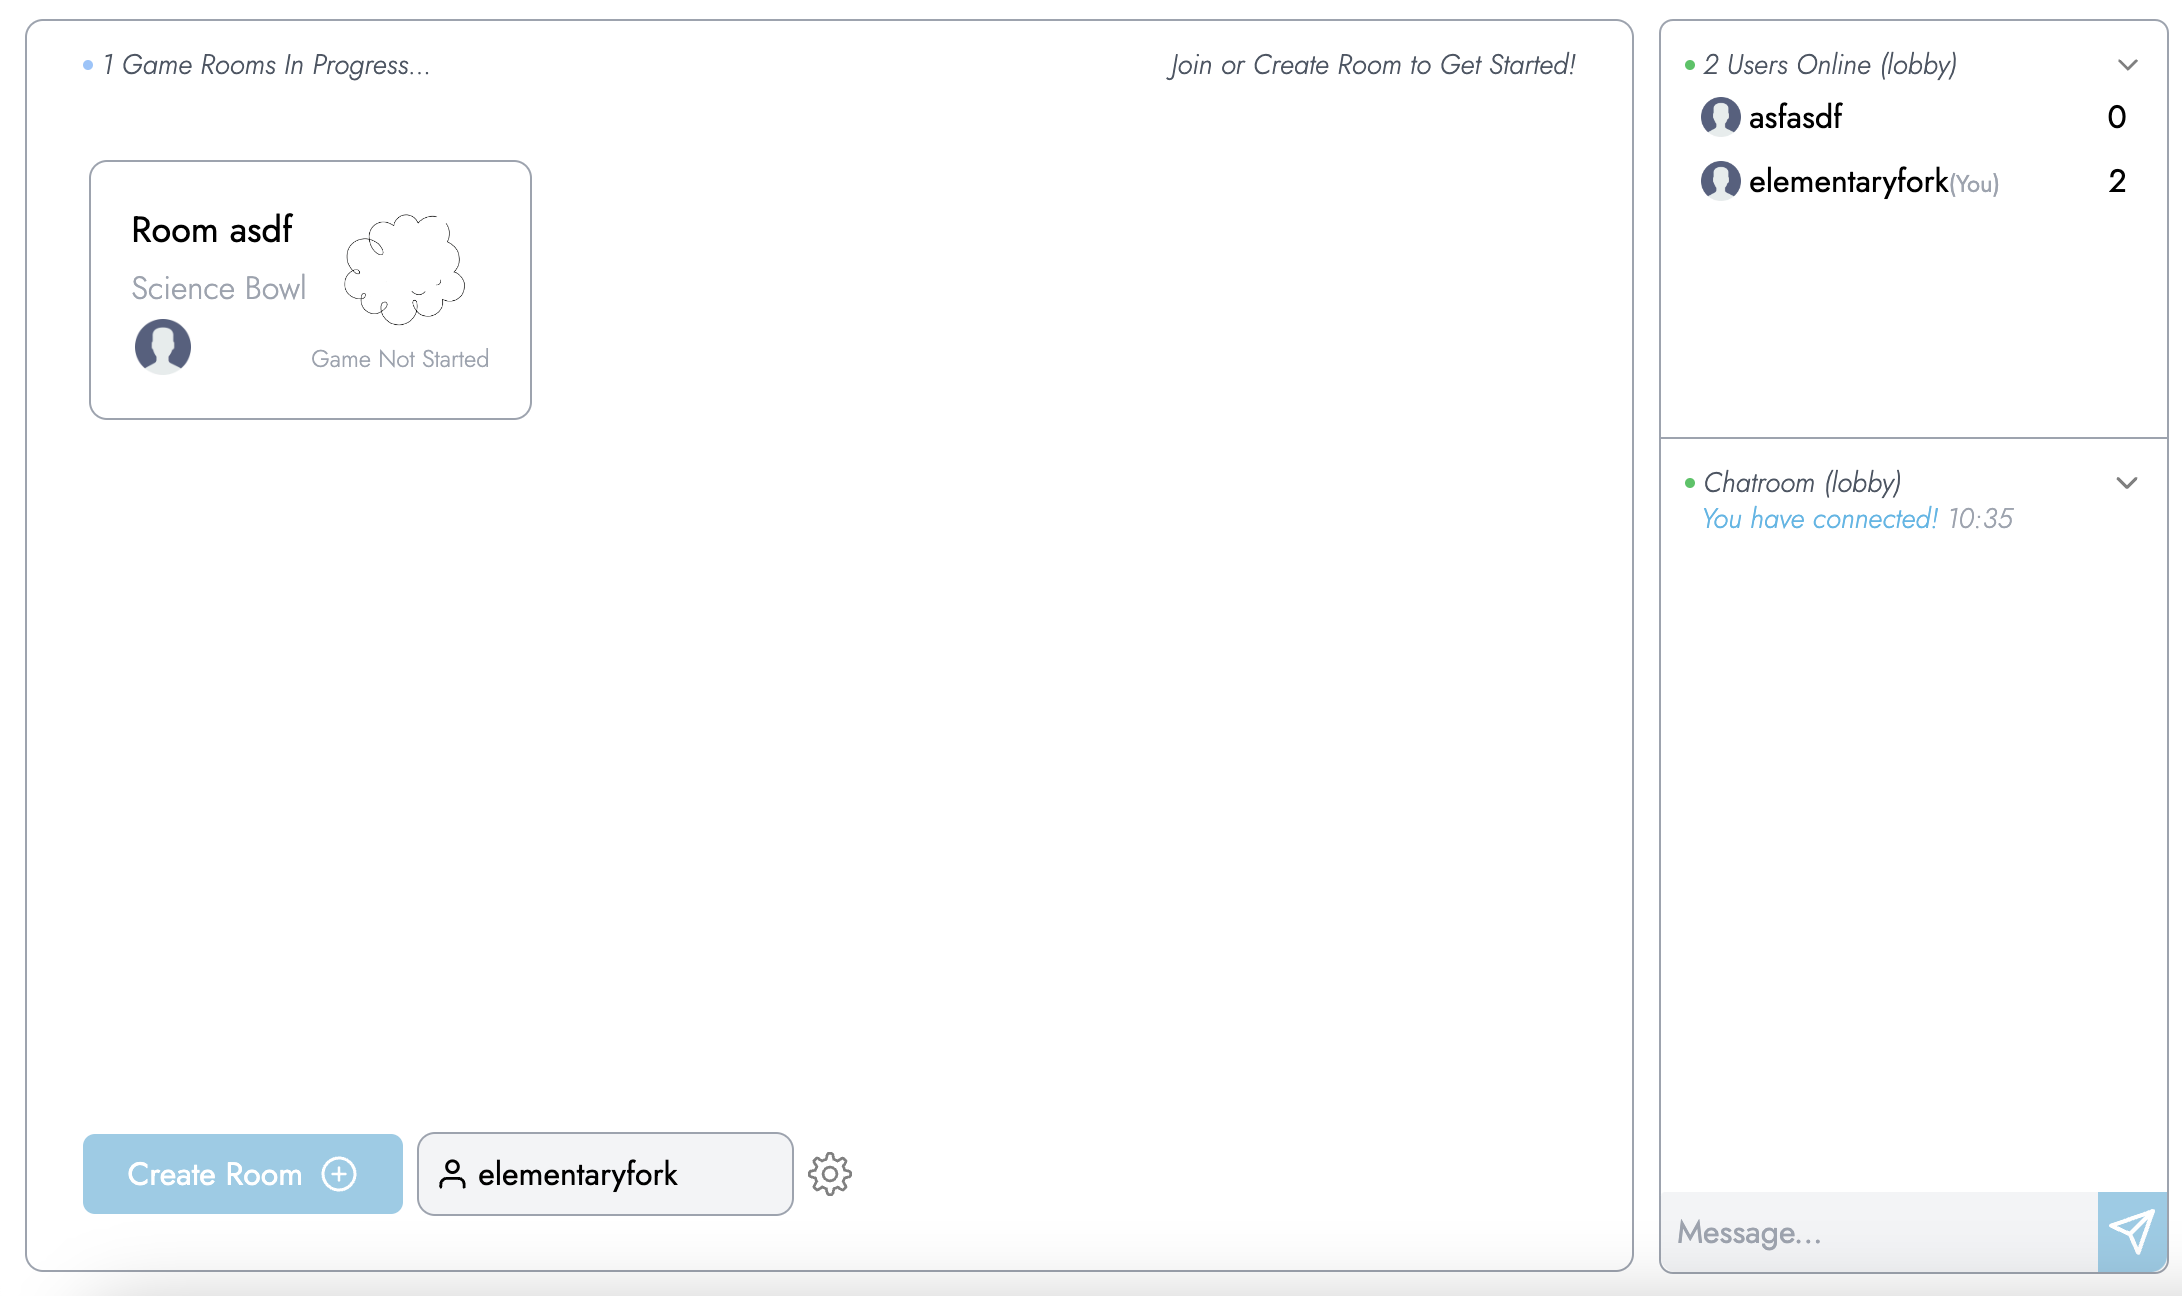 1 Game Rooms In Progress...
Join or Create Room to Get Started!
Room asdf
Science Bowl
Game Not Started
Create Room
elementaryfork
2 Users Online (lobby)
asfasdf 0
elementaryfork(You) 2
Chatroom (lobby)
You have connected! 10:35
Message...